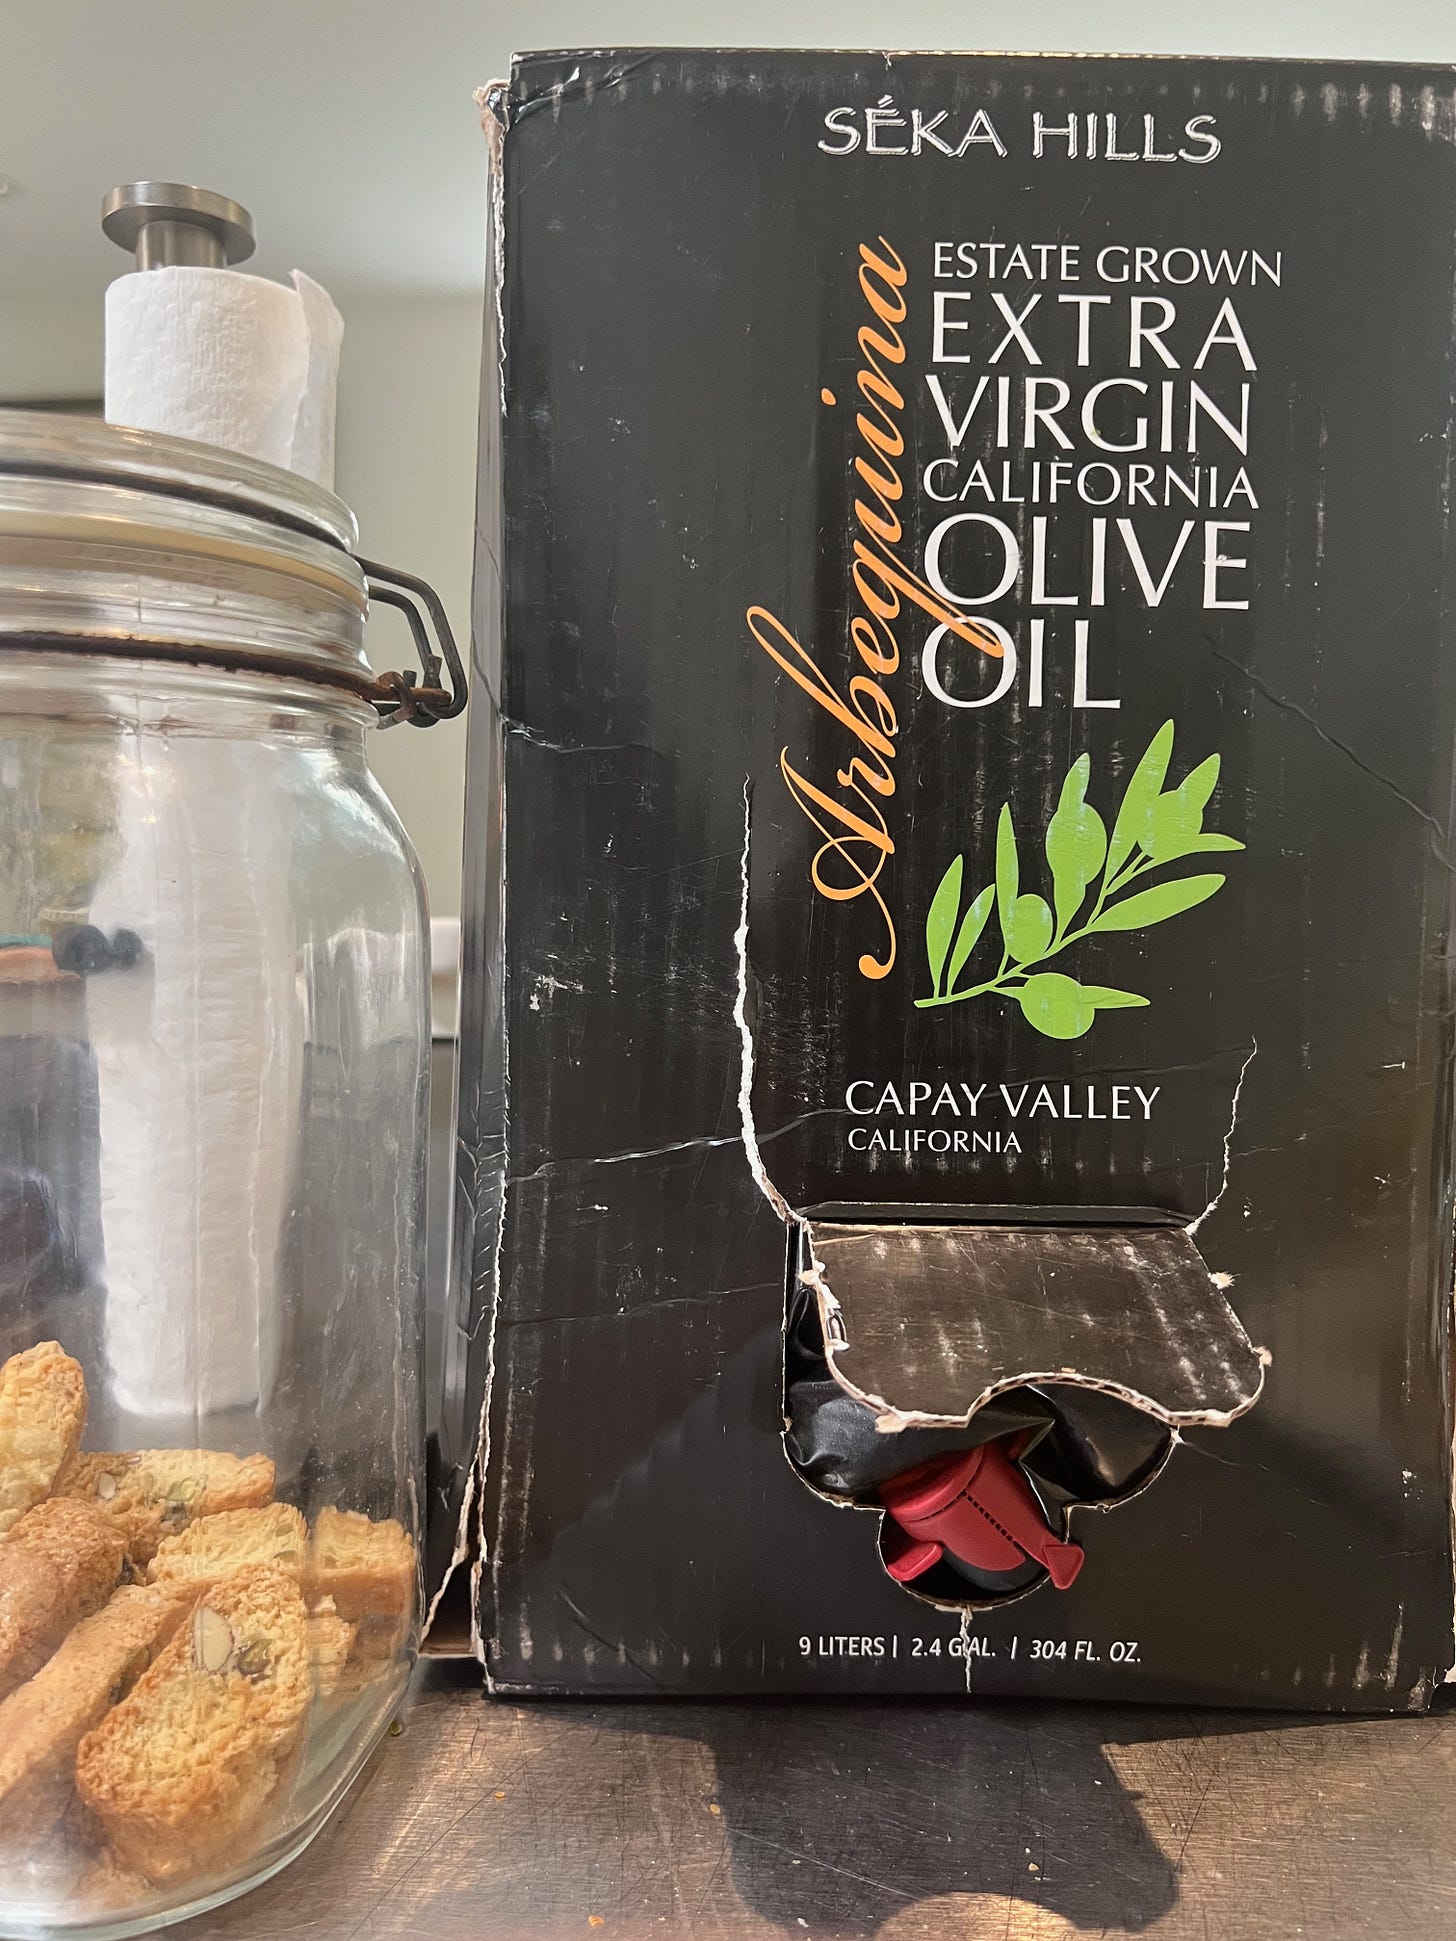 SÉKA HILLS
Arbequina
ESTATE GROWN
EXTRA
VIRGIN
CALIFORNIA
OLIVE
OIL
CAPAY VALLEY
CALIFORNIA
9 LITERS | 2.4 GAL. | 304 FL. OZ.